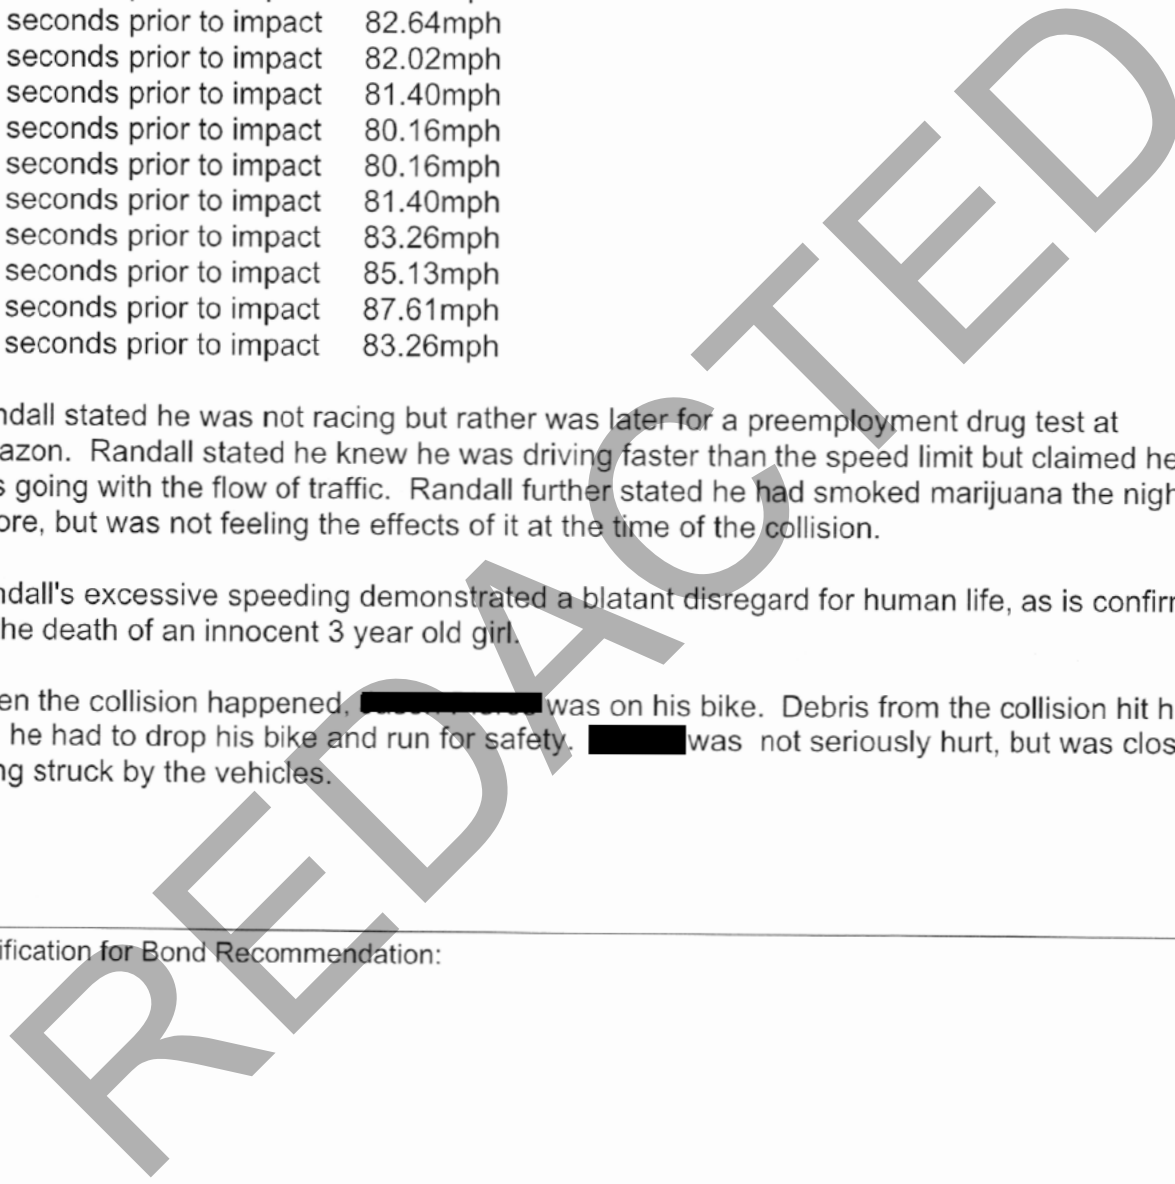 seconds prior to impact 82.64mph
seconds prior to impact 82.02mph
seconds prior to impact 81.40mph
seconds prior to impact 80.16mph
seconds prior to impact 80.16mph
seconds prior to impact 81.40mph
seconds prior to impact 83.26mph
seconds prior to impact 85.13mph
seconds prior to impact 87.61mph
seconds prior to impact 83.26mph
ndall stated he was not racing but rather was later for a preemployment drug test at
azon. Randall stated he knew he was driving faster than the speed limit but claimed he
s going with the flow of traffic. Randall further stated he had smoked marijuana the nigh
ore, but was not feeling the effects of it at the time of the collision.
ndall's excessive speeding demonstrated a blatant disregard for human life, as is confirm
he death of an innocent 3 year old girl.
en the collision happened, was on his bike. Debris from the collision hit h
he had to drop his bike and run for safety. was not seriously hurt, but was clos
ng struck by the vehicles.
ification for Bond Recommendation:
REDACTED